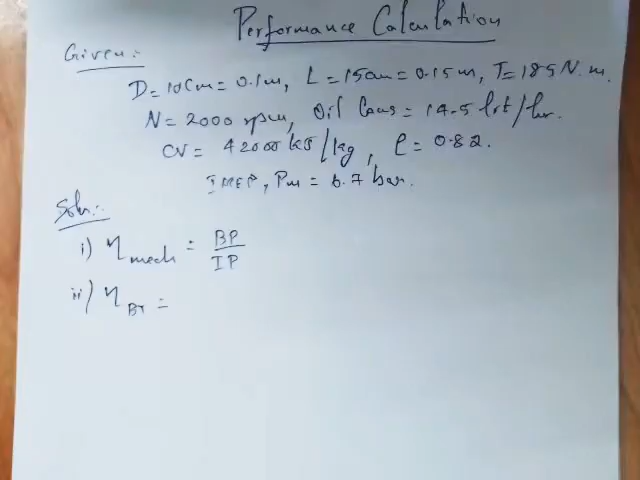 Performance Calculation
Given:-
D = 10cm = 0.1m, L = 15cm = 0.15m, T = 185 N.m.
N = 2000 rpm, Oil Cons = 14.5 lrt/hr.
CV = 42000 KJ/kg, ρ = 0.82.
IMEP, Pm = 6.7 bar.
Soln:-
i) η mech = BP/IP
ii) η BT =